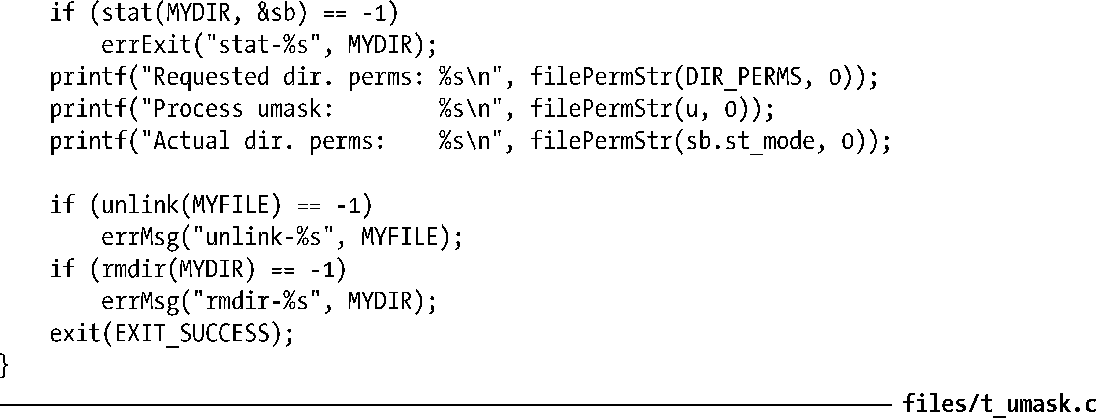 if (stat(MYDIR, &sb) == -1)
        errExit("stat-%s", MYDIR);
    printf("Requested dir. perms: %s\n", filePermStr(DIR_PERMS, 0));
    printf("Process umask:        %s\n", filePermStr(u, 0));
    printf("Actual dir. perms:    %s\n", filePermStr(sb.st_mode, 0));

    if (unlink(MYFILE) == -1)
        errMsg("unlink-%s", MYFILE);
    if (rmdir(MYDIR) == -1)
        errMsg("rmdir-%s", MYDIR);
    exit(EXIT_SUCCESS);
}
files/t_umask.c